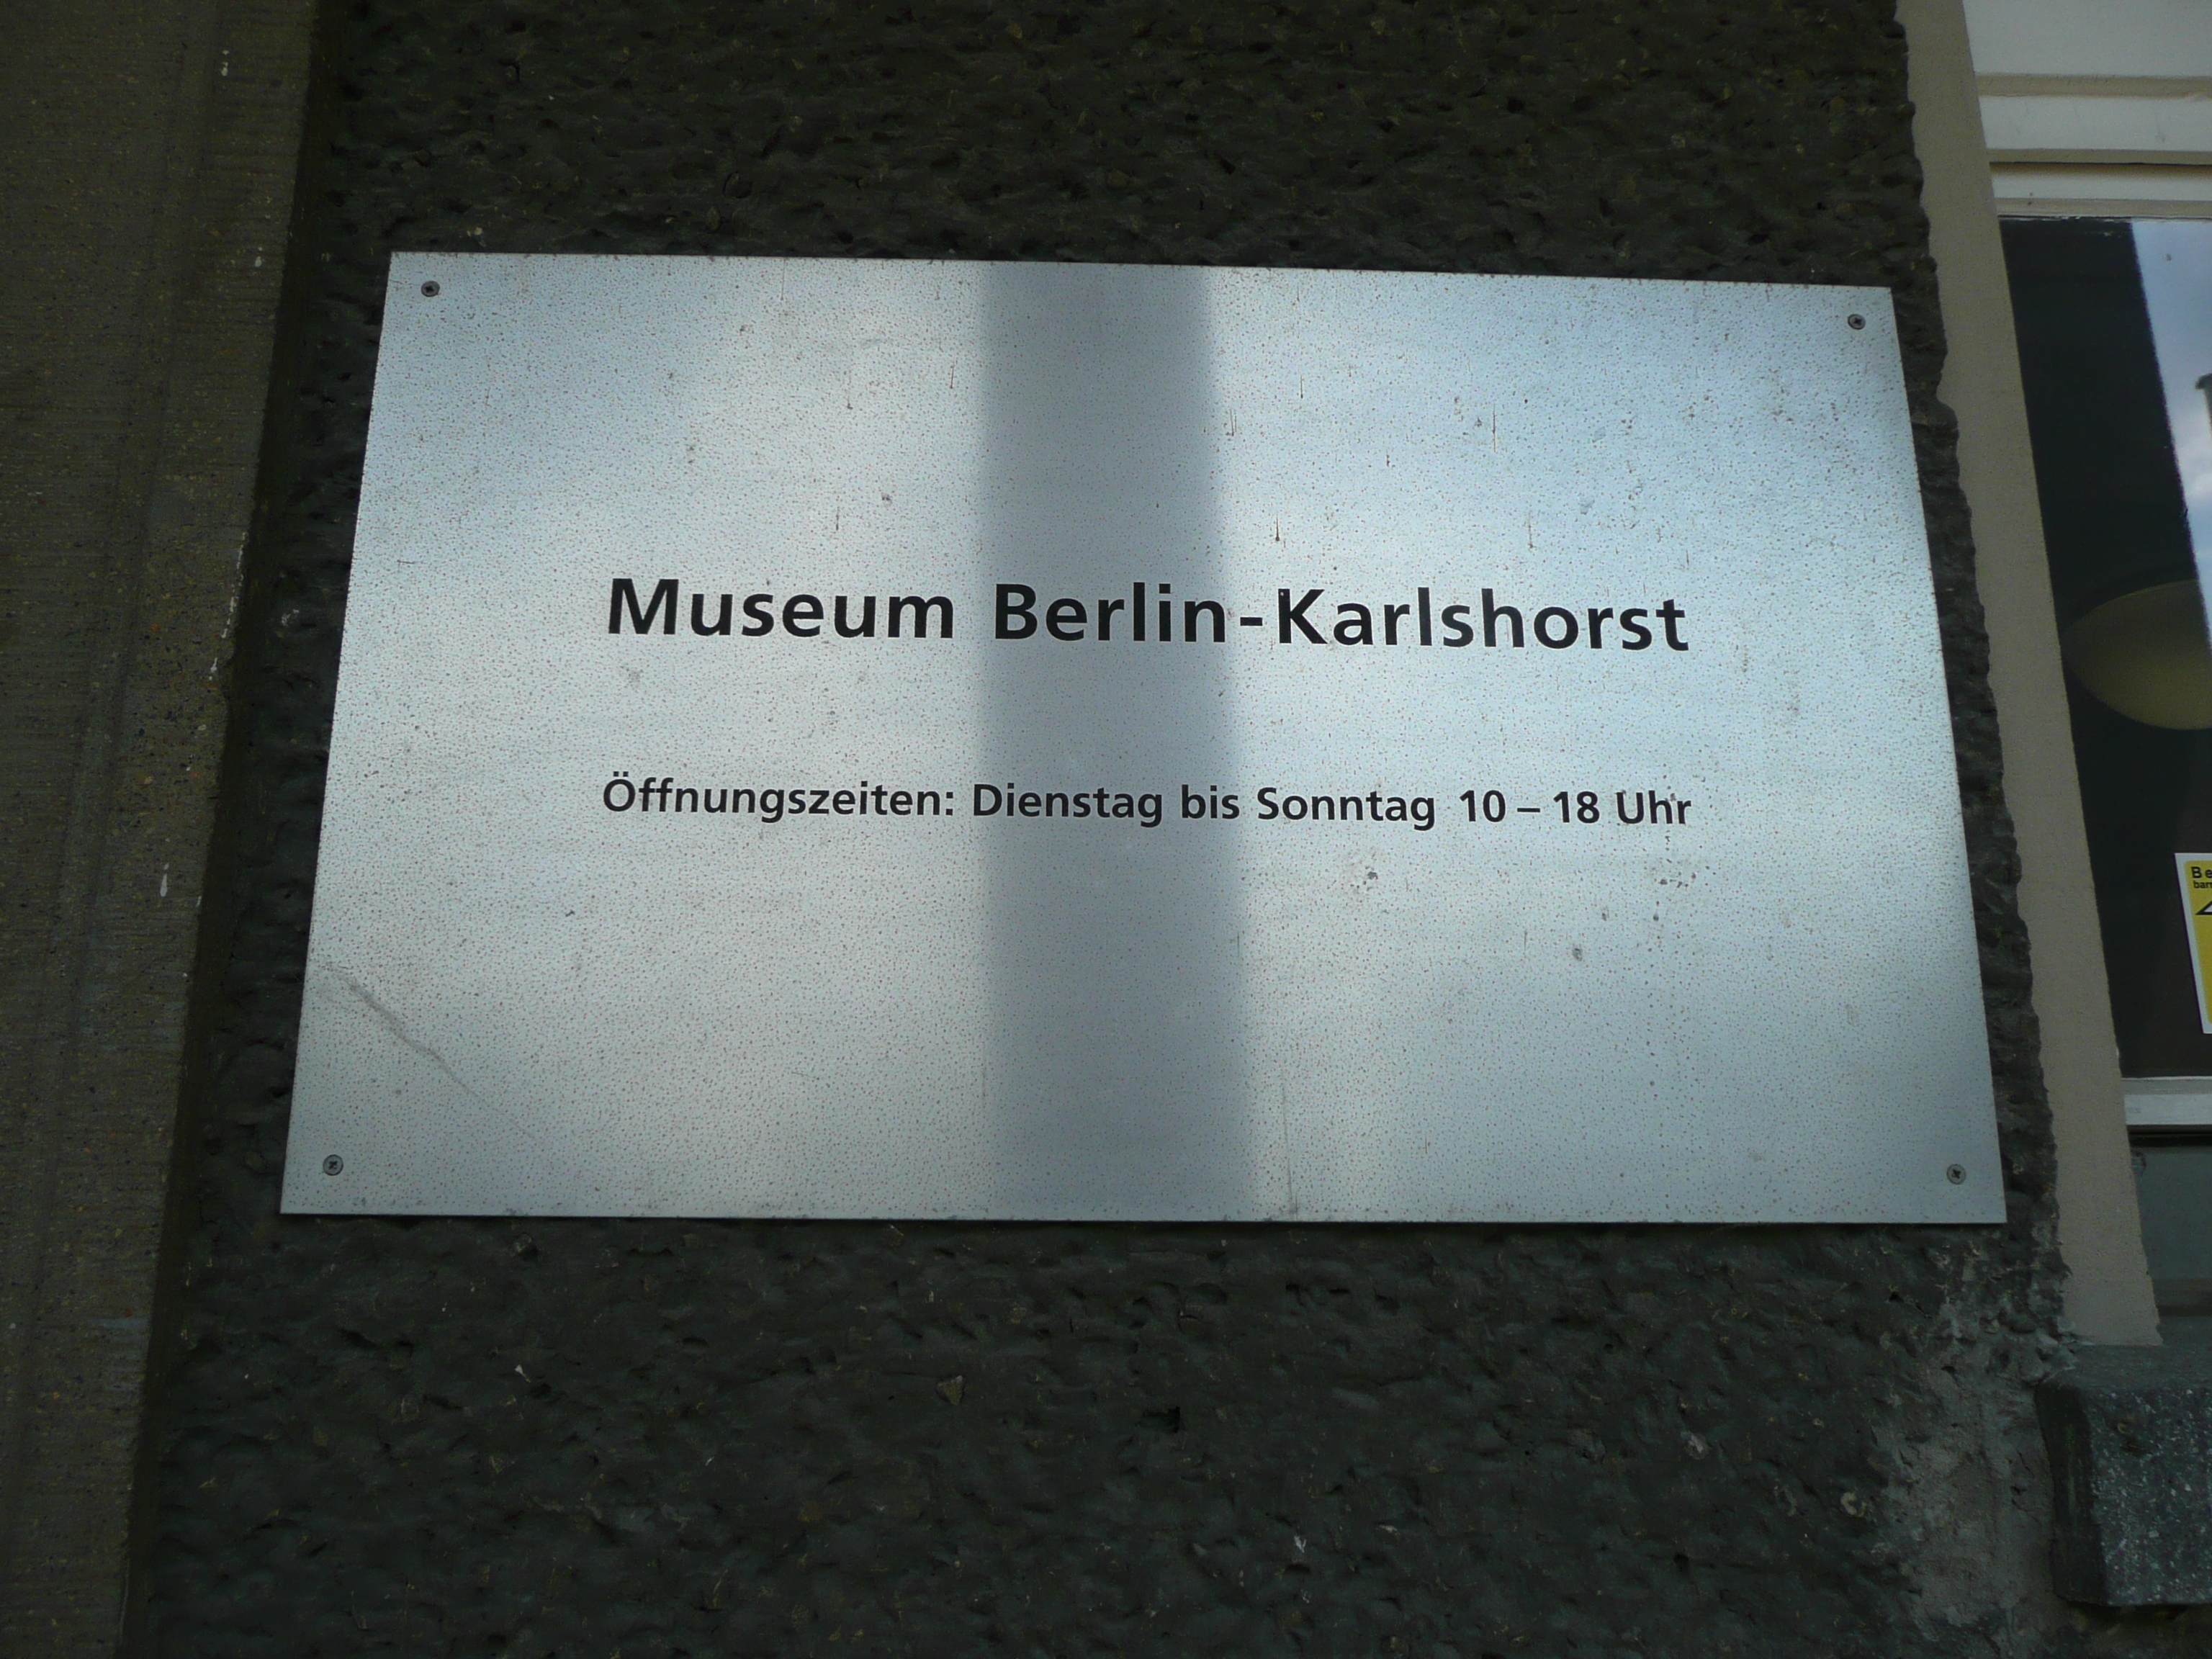 Museum Berlin-Karlshorst
Öffnungszeiten: Dienstag bis Sonntag 10 – 18 Uhr